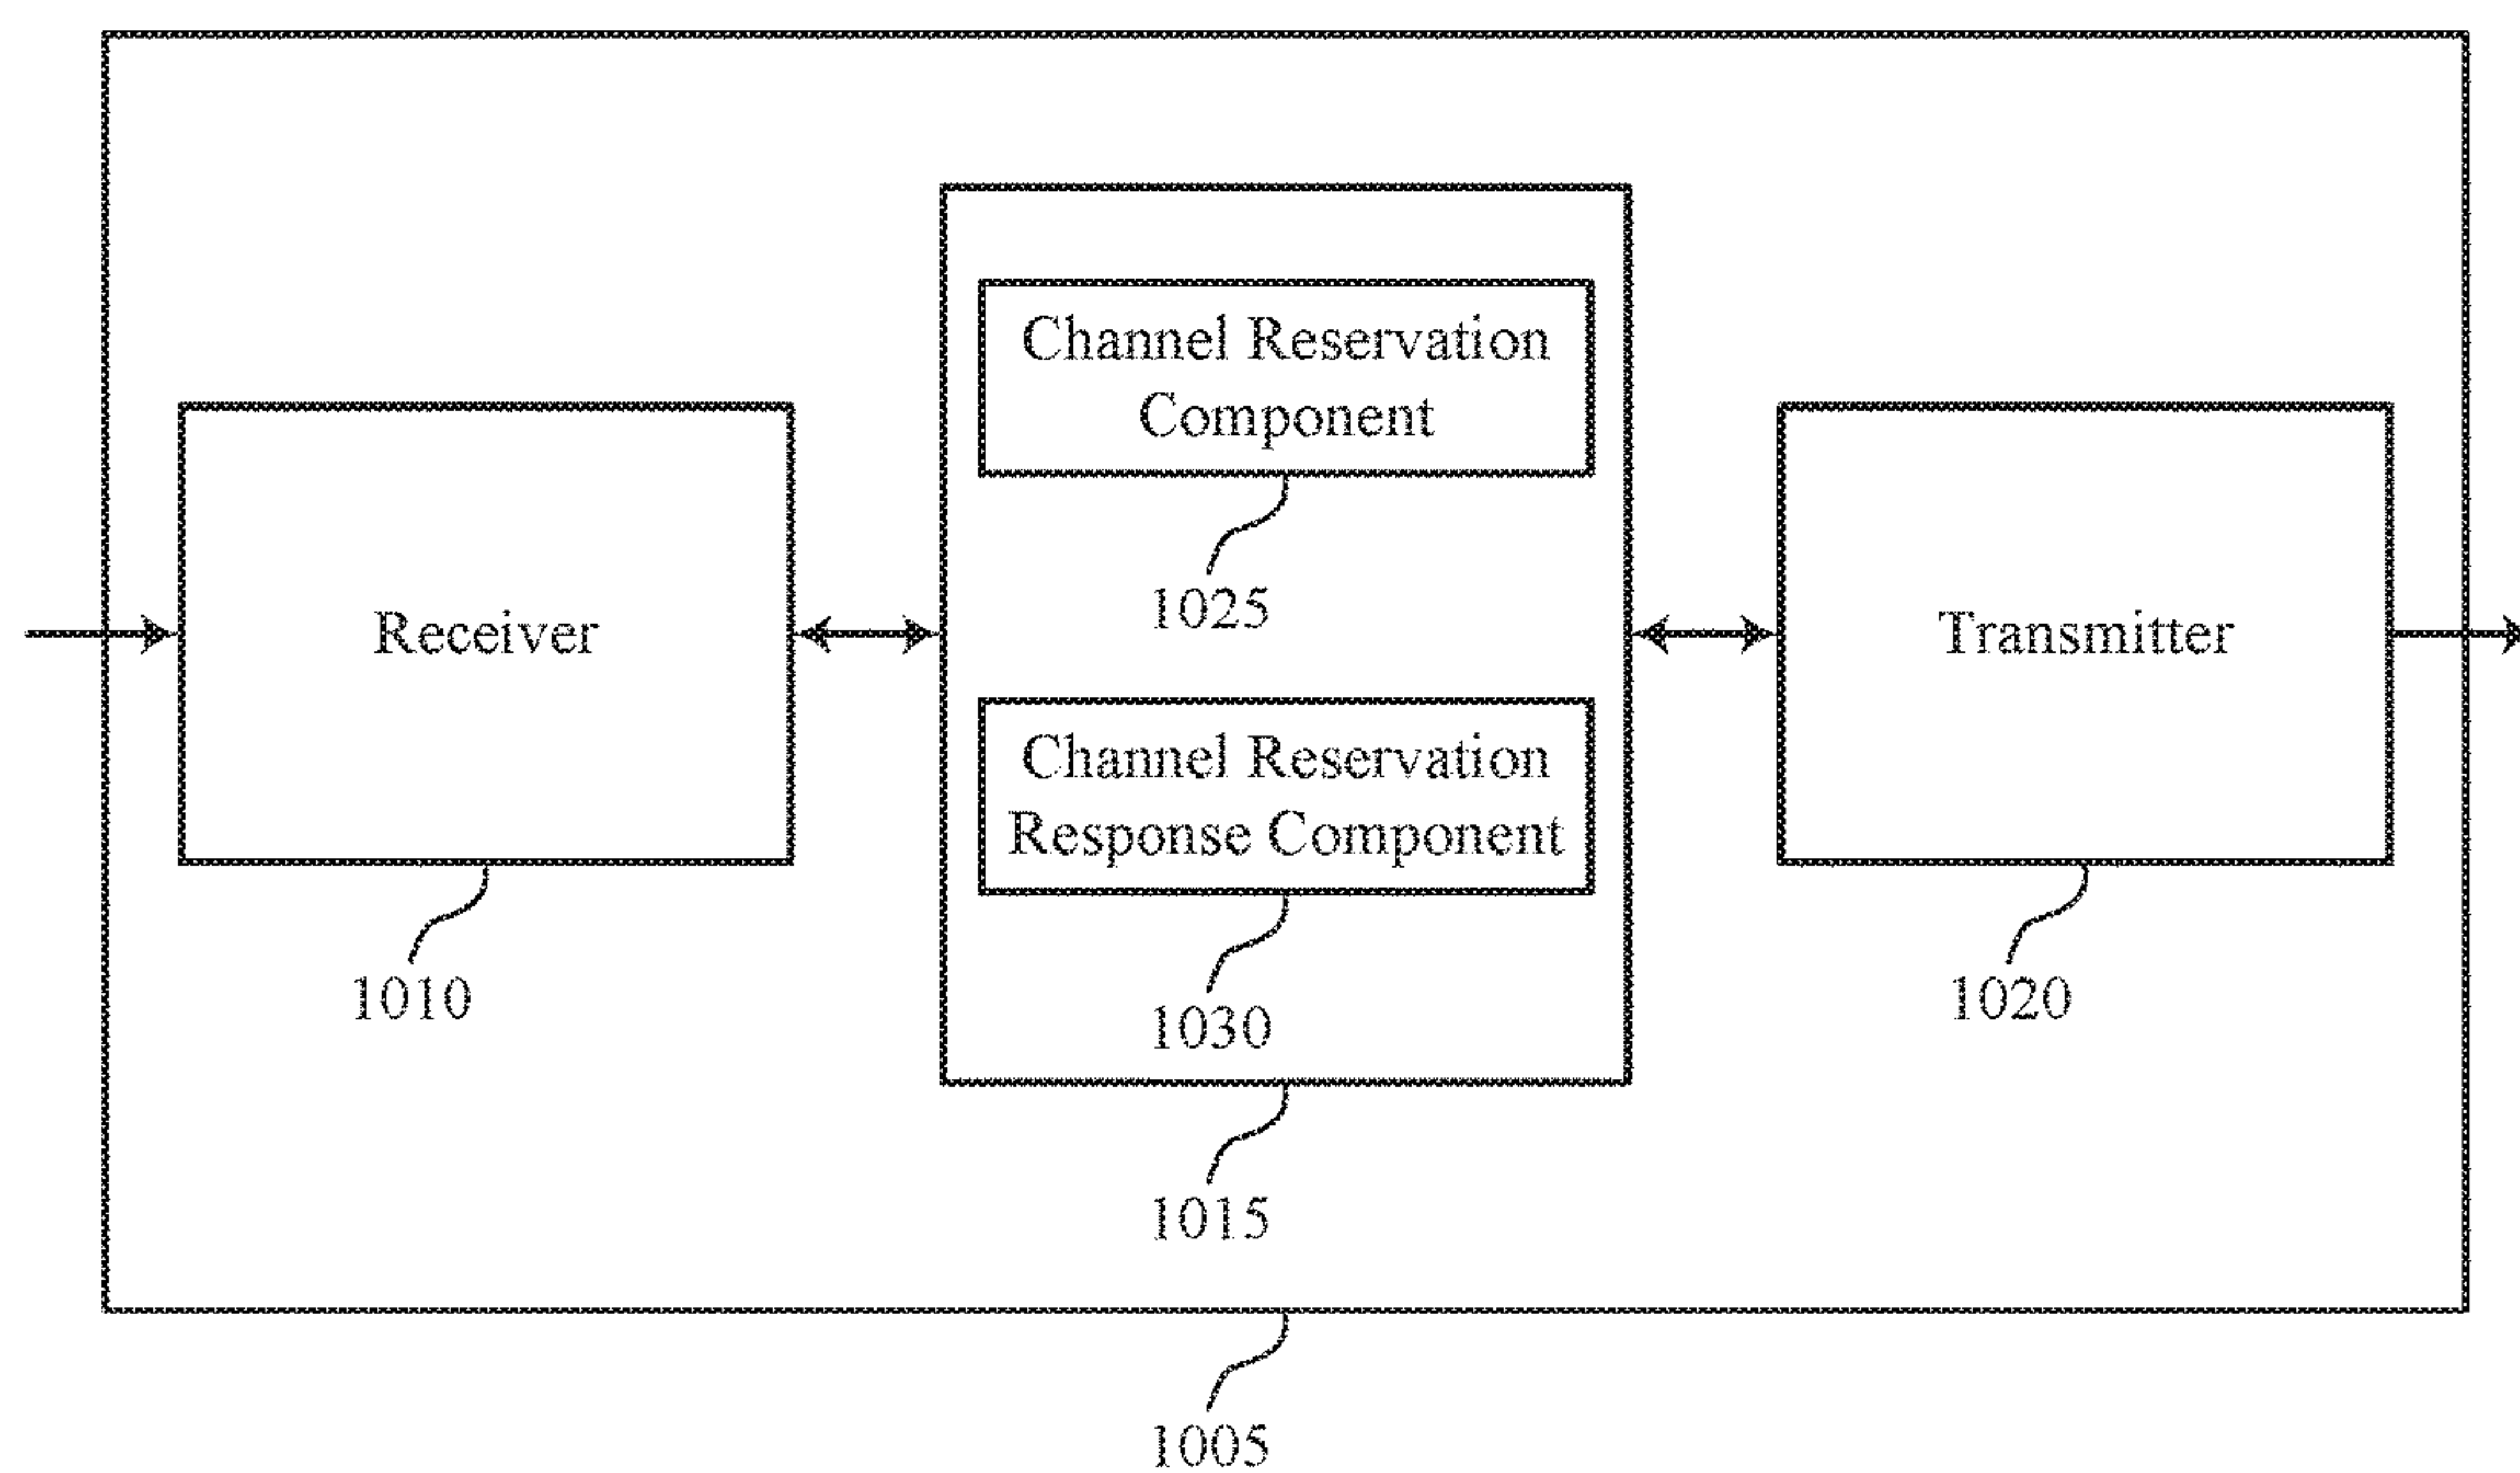 Channel Reservation
Component
1025
Receiver
Transmitter
Channel Reservation
Response Component
1010
1030
1020
1015
1005